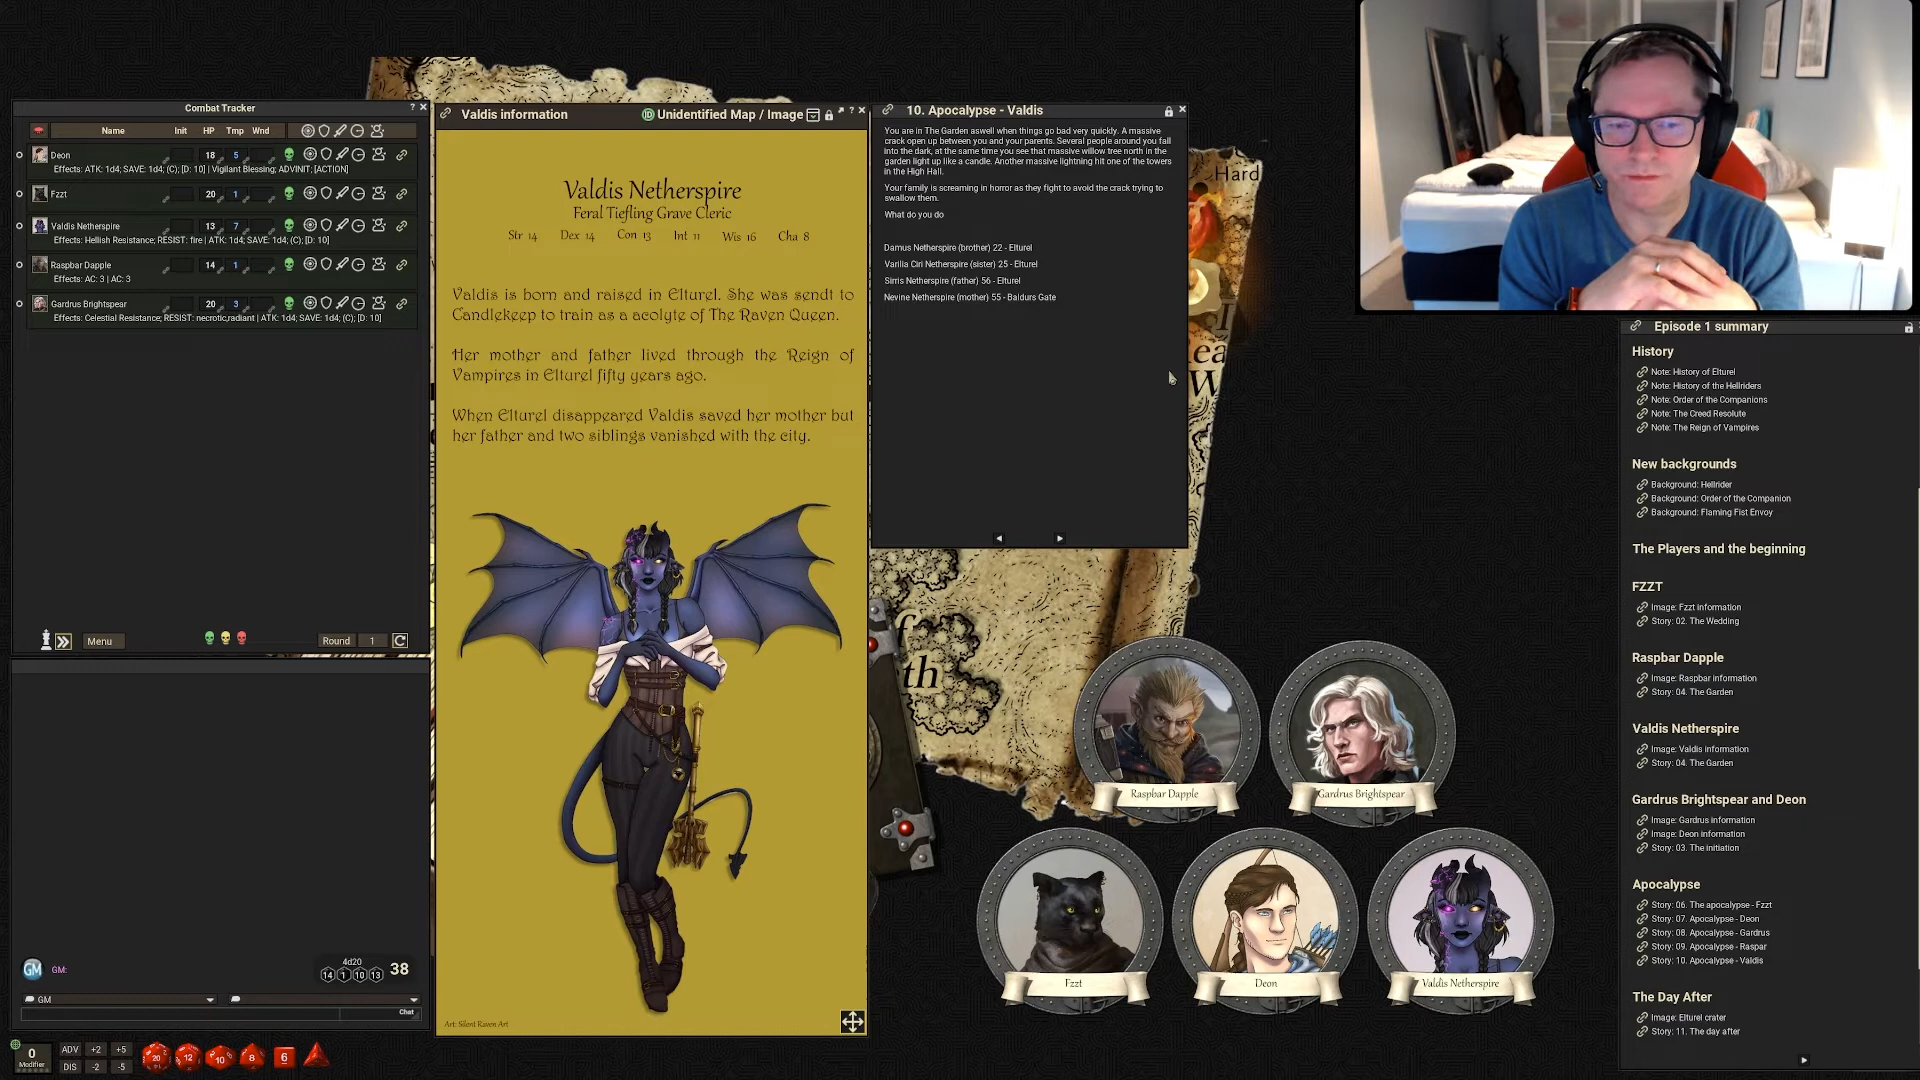 Combat Tracker
? X
Name Init HP Tmp Wnd
Deon 18 5
Effects: ATK: 1d4; SAVE: 1d4; (C); [D: 10] | Vigilant Blessing; ADVINIT; [ACTION]
Fzzt 20 1
Valdis Netherspire 13 7
Effects: Hellish Resistance; RESIST: fire | ATK: 1d4; SAVE: 1d4; (C); [D: 10]
Raspbar Dapple 14 1
Effects: AC: 3 | AC: 3
Gardrus Brightspear 20 3
Effects: Celestial Resistance; RESIST: necrotic,radiant | ATK: 1d4; SAVE: 1d4; (C); [D: 10]
Menu
Round 1
GM GM:
4d20
14 1 10 13 38
GM
Chat
0
Modifier
ADV +2 +5
DIS -2 -5
20 12 10 8 6
Valdis information
ID Unidentified Map / Image
Valdis Netherspire
Feral Tiefling Grave Cleric
Str 14 Dex 14 Con 13 Int 11 Wis 16 Cha 8
Valdis is born and raised in Elturel. She was sendt to
Candlekeep to train as a acolyte of The Raven Queen.
Her mother and father lived through the Reign of
Vampires in Elturel fifty years ago.
When Elturel disappeared Valdis saved her mother but
her father and two siblings vanished with the city.
Art: Silent Raven Art
10. Apocalypse - Valdis
You are in The Garden aswell when things go bad very quickly. A massive
crack open up between you and your parents. Several people around you fall
into the dark, at the same time you see that massive willow tree north in the
garden light up like a candle. Another massive lightning hit one of the towers
in the High Hall.
Your family is screaming in horror as they fight to avoid the crack trying to
swallow them.
What do you do
Damus Netherspire (brother) 22 - Elturel
Varilia Ciri Netherspire (sister) 25 - Elturel
Sirris Netherspire (father) 56 - Elturel
Nevine Netherspire (mother) 55 - Baldurs Gate
Hard
th
Raspbar Dapple
Gardrus Brightspear
Fzzt
Deon
Valdis Netherspire
Episode 1 summary
History
Note: History of Elturel
Note: History of the Hellriders
Note: Order of the Companions
Note: The Creed Resolute
Note: The Reign of Vampires
New backgrounds
Background: Hellrider
Background: Order of the Companion
Background: Flaming Fist Envoy
The Players and the beginning
FZZT
Image: Fzzt information
Story: 02. The Wedding
Raspbar Dapple
Image: Raspbar information
Story: 04. The Garden
Valdis Netherspire
Image: Valdis information
Story: 04. The Garden
Gardrus Brightspear and Deon
Image: Gardrus information
Image: Deon information
Story: 03. The initiation
Apocalypse
Story: 06. The apocalypse - Fzzt
Story: 07. Apocalypse - Deon
Story: 08. Apocalypse - Gardrus
Story: 09. Apocalypse - Raspar
Story: 10. Apocalypse - Valdis
The Day After
Image: Elturel crater
Story: 11. The day after